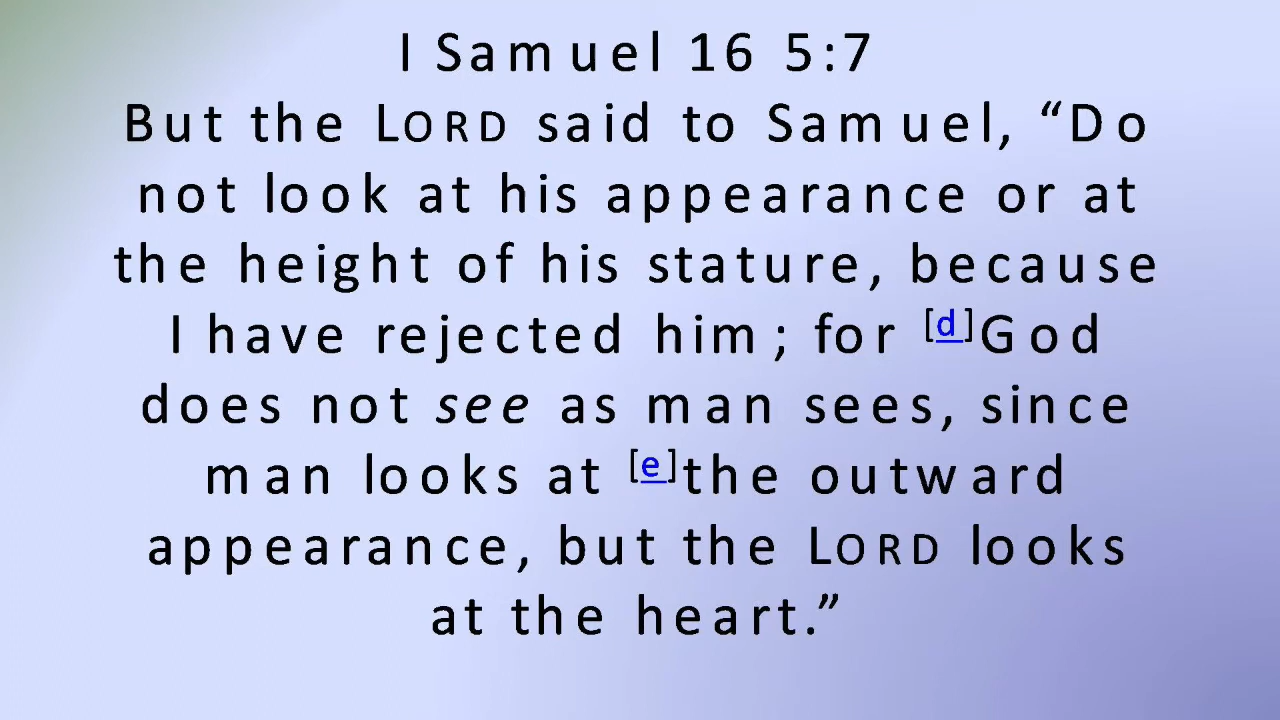 I Samuel 16 5:7
But the LORD said to Samuel, “Do
not look at his appearance or at
the height of his stature, because
I have rejected him; for [d]God
does not see as man sees, since
man looks at [e]the outward
appearance, but the LORD looks
at the heart.”